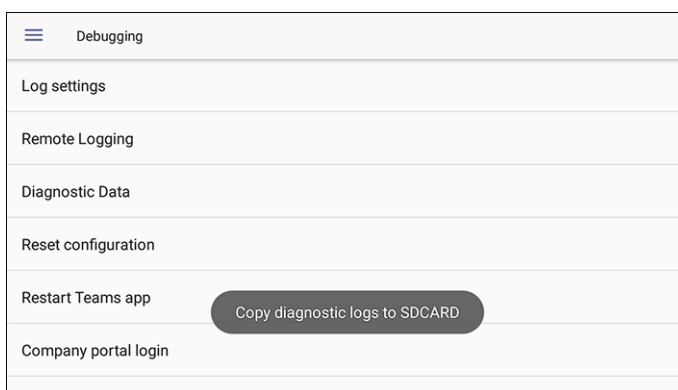 Debugging
Log settings
Remote Logging
Diagnostic Data
Reset configuration
Restart Teams app
Copy diagnostic logs to SDCARD
Company portal login